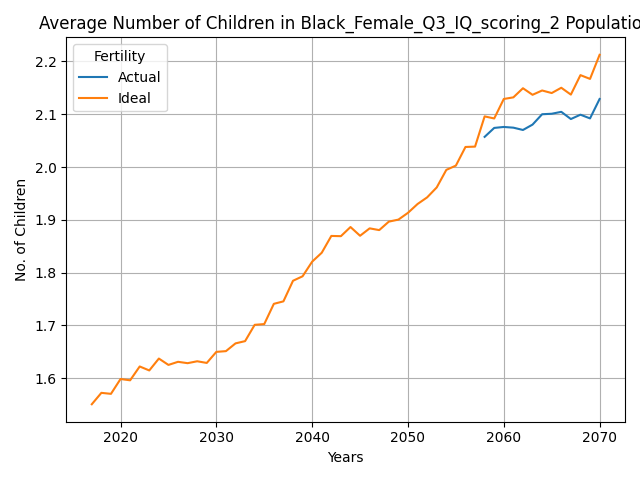 Average Number of Children in Black_Female_Q3_IQ_scoring_2 Populatio
Fertility
Actual
Ideal
No. of Children
2.2
2.1
2.0
1.9
1.8
1.7
1.6
2020 2030 2040 2050 2060 2070
Years